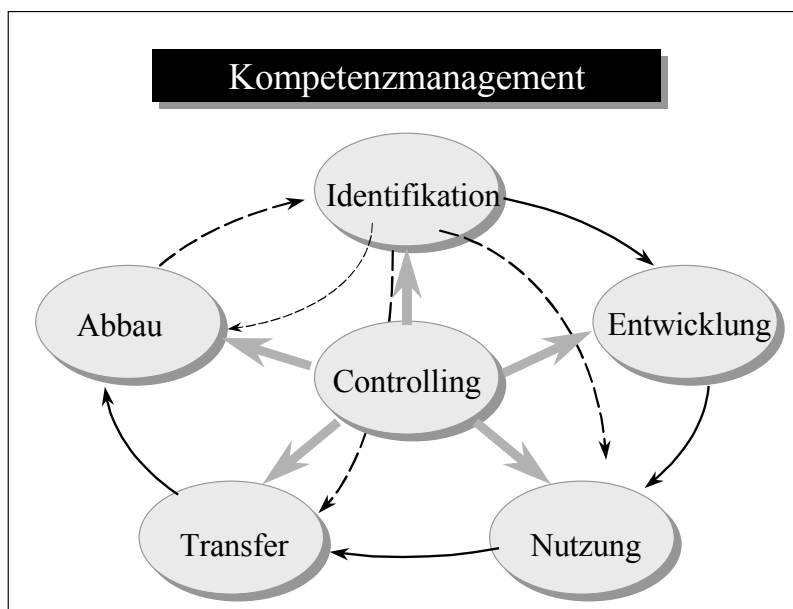 Kompetenzmanagement
Identifikation
Abbau
Entwicklung
Controlling
Transfer
Nutzung